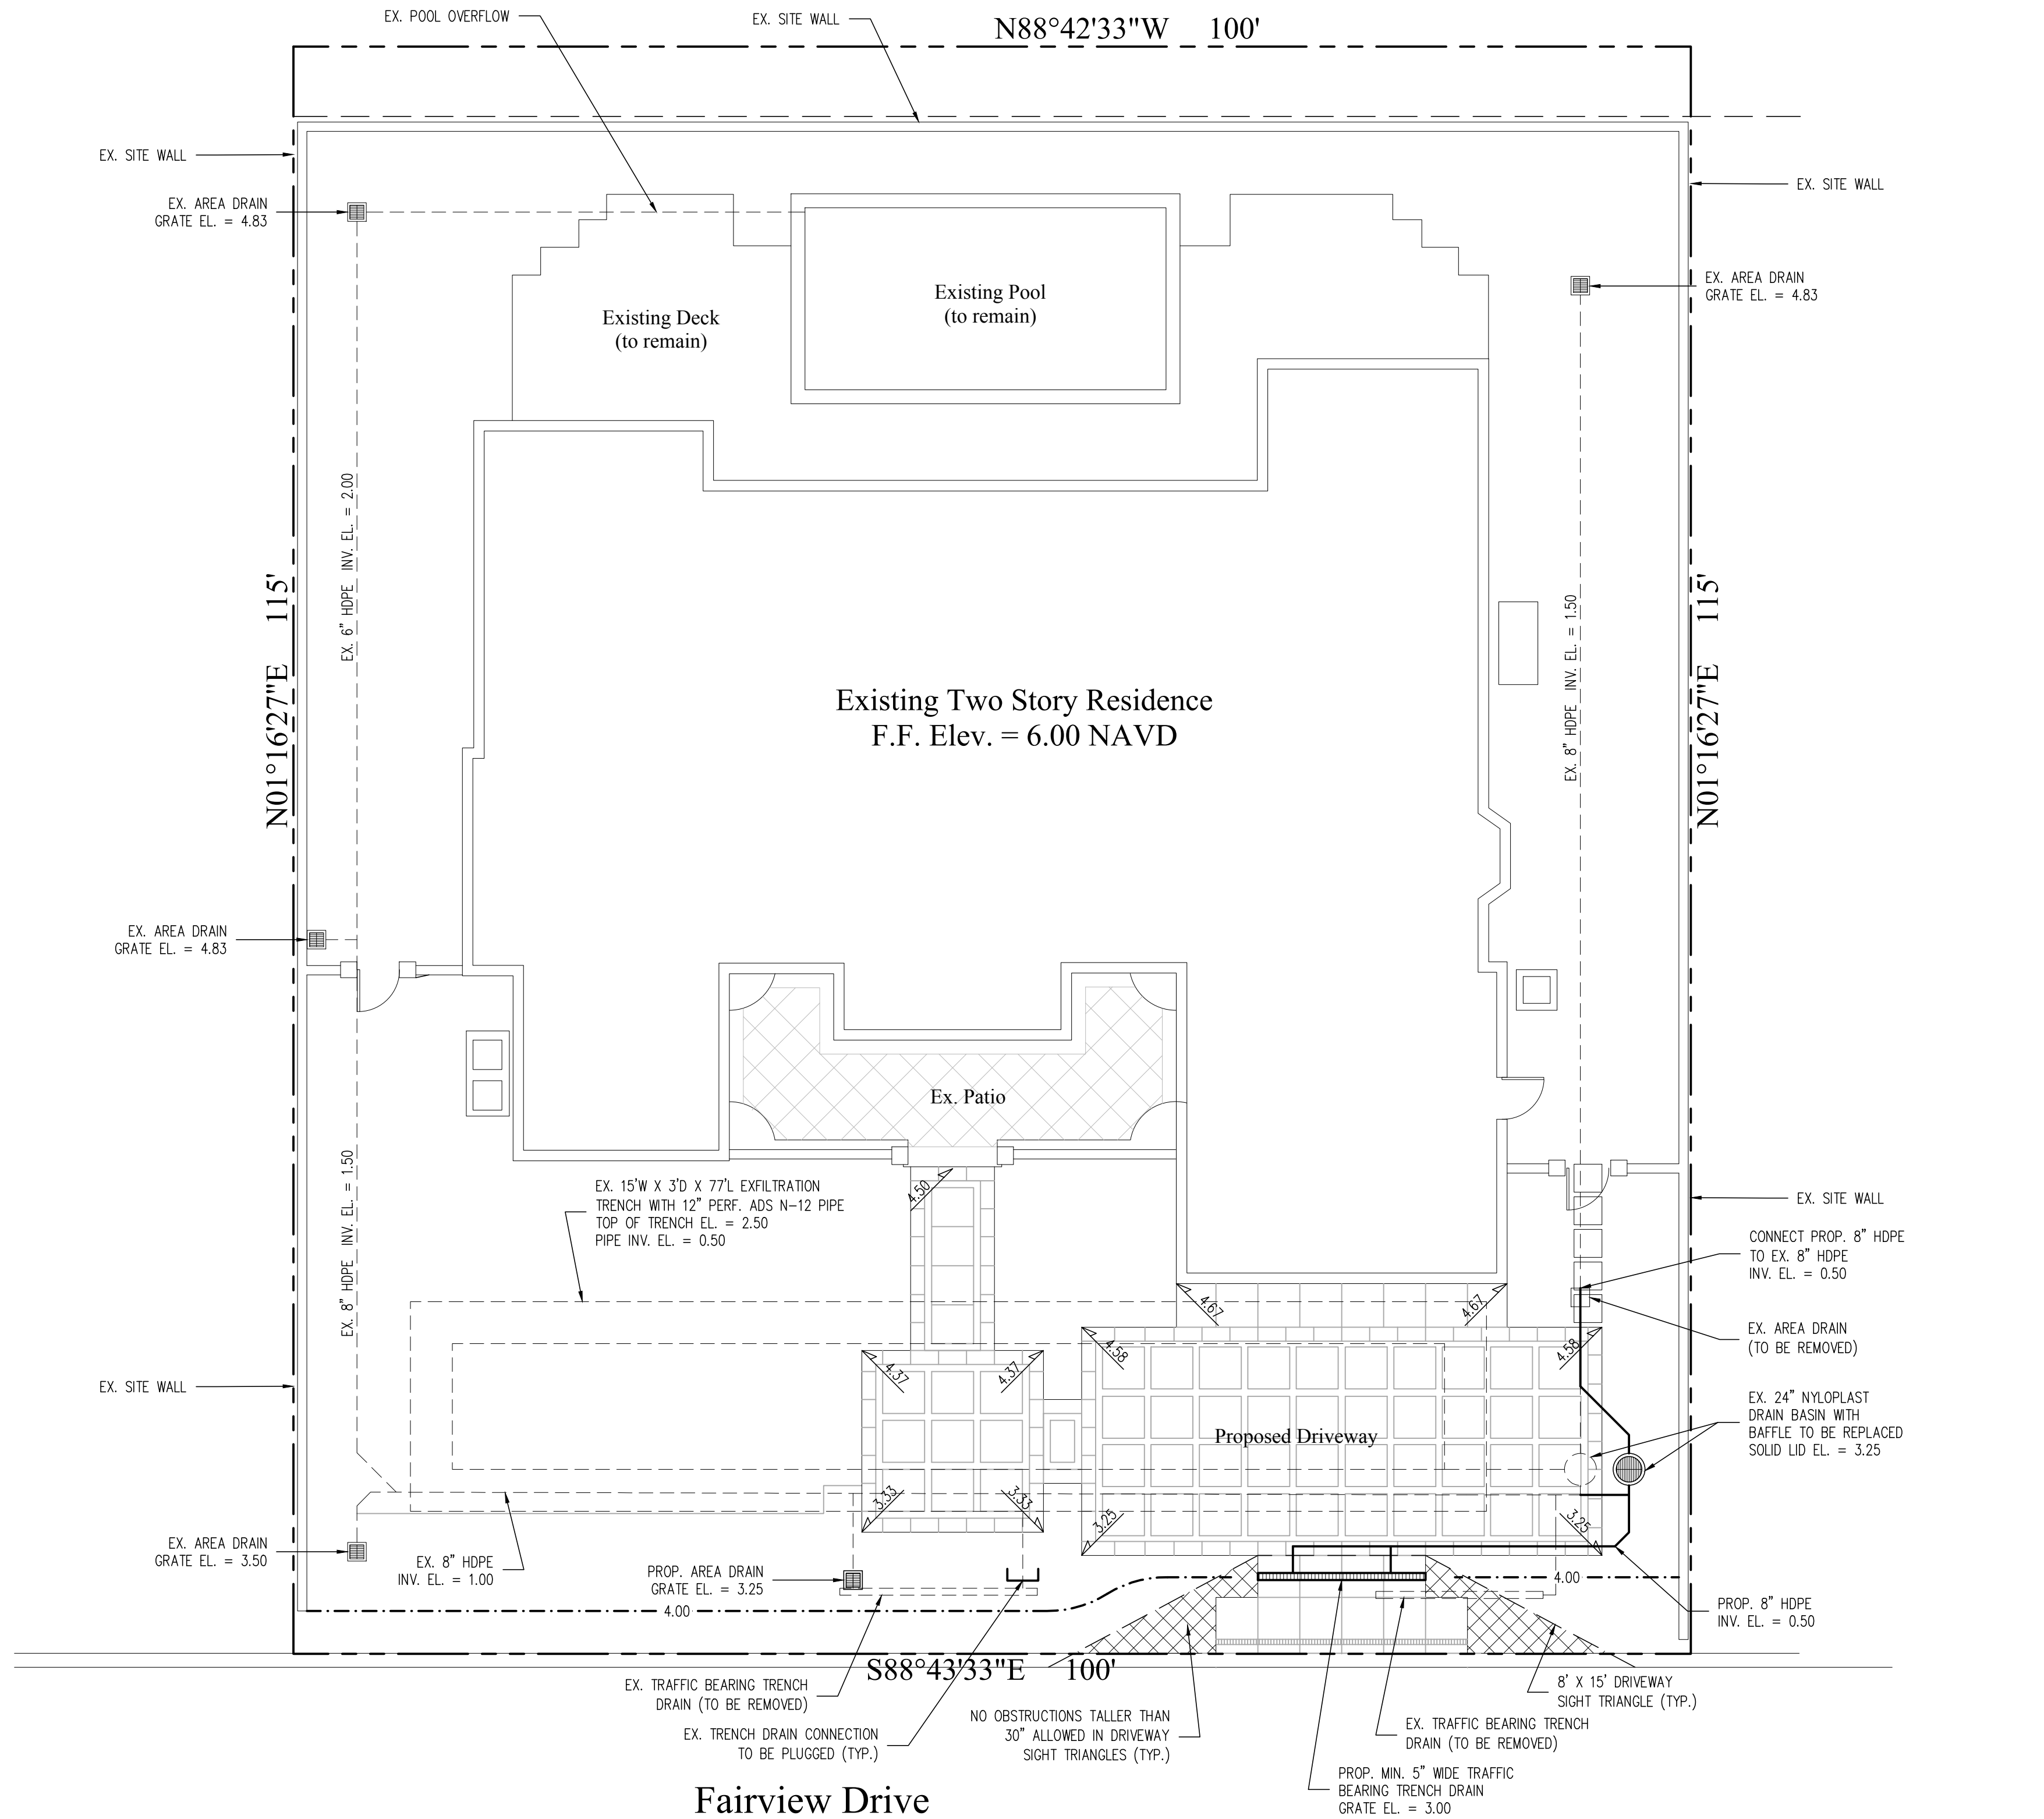 EX. POOL OVERFLOW
EX. SITE WALL
N88°42'33"W 100'
EX. SITE WALL
EX. SITE WALL
EX. AREA DRAIN
GRATE EL. = 4.83
EX. AREA DRAIN
GRATE EL. = 4.83
Existing Pool
(to remain)
Existing Deck
(to remain)
EX. 6" HDPE INV. EL. = 2.00
N01°16'27"E 115'
EX. 8" HDPE INV. EL. = 1.50
N01°16'27"E 115'
Existing Two Story Residence
F.F. Elev. = 6.00 NAVD
EX. AREA DRAIN
GRATE EL. = 4.83
Ex. Patio
EX. 8" HDPE INV. EL. = 1.50
EX. 15'W X 3'D X 77'L EXFILTRATION
TRENCH WITH 12" PERF. ADS N-12 PIPE
TOP OF TRENCH EL. = 2.50
PIPE INV. EL. = 0.50
4.50
EX. SITE WALL
CONNECT PROP. 8" HDPE
TO EX. 8" HDPE
INV. EL. = 0.50
4.67
4.67
EX. AREA DRAIN
(TO BE REMOVED)
4.58
4.58
4.37
4.37
EX. SITE WALL
EX. 24" NYLOPLAST
DRAIN BASIN WITH
BAFFLE TO BE REPLACED
SOLID LID EL. = 3.25
Proposed Driveway
3.33
3.33
3.25
3.25
EX. AREA DRAIN
GRATE EL. = 3.50
EX. 8" HDPE
INV. EL. = 1.00
PROP. AREA DRAIN
GRATE EL. = 3.25
4.00
4.00
PROP. 8" HDPE
INV. EL. = 0.50
S88°43'33"E 100'
EX. TRAFFIC BEARING TRENCH
DRAIN (TO BE REMOVED)
8' X 15' DRIVEWAY
SIGHT TRIANGLE (TYP.)
EX. TRENCH DRAIN CONNECTION
TO BE PLUGGED (TYP.)
NO OBSTRUCTIONS TALLER THAN
30" ALLOWED IN DRIVEWAY
SIGHT TRIANGLES (TYP.)
EX. TRAFFIC BEARING TRENCH
DRAIN (TO BE REMOVED)
PROP. MIN. 5" WIDE TRAFFIC
BEARING TRENCH DRAIN
GRATE EL. = 3.00
Fairview Drive